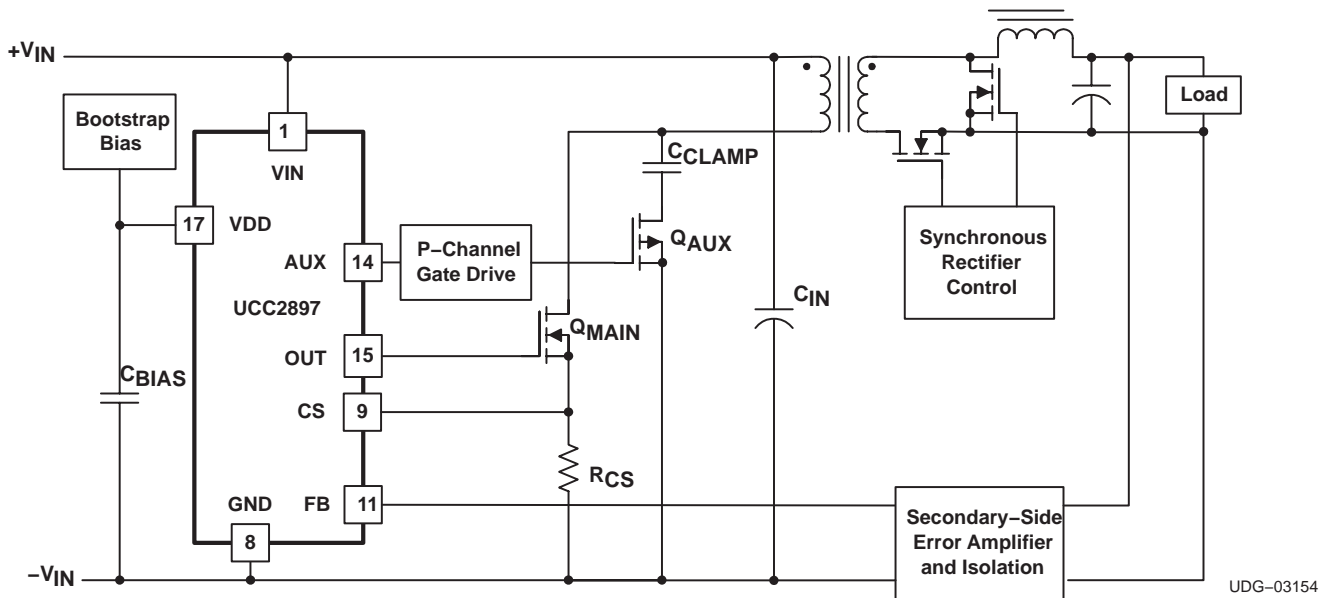 +VIN
Bootstrap
Bias
1
VIN
17
VDD
AUX
14
P–Channel
Gate Drive
UCC2897
OUT
15
CS
9
GND
FB
11
8
CBIAS
CCLAMP
QAUX
QMAIN
RCS
CIN
Load
Synchronous
Rectifier
Control
Secondary–Side
Error Amplifier
and Isolation
–VIN
UDG–03154